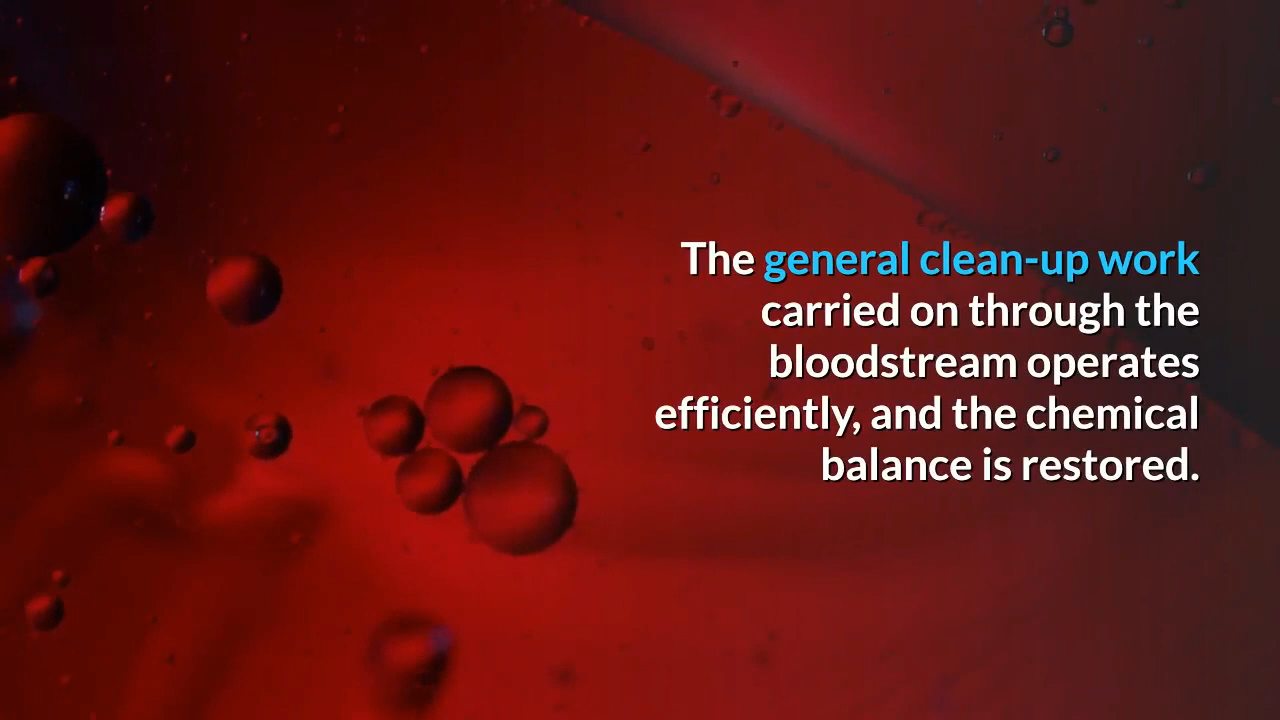 The general clean-up work
carried on through the
bloodstream operates
efficiently, and the chemical
balance is restored.